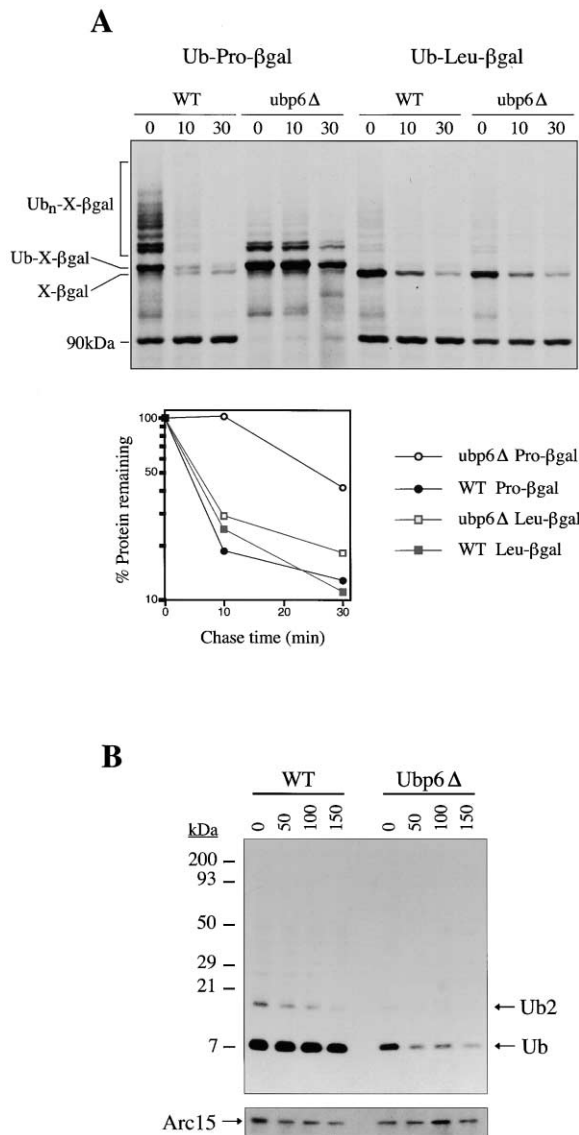 A
Ub-Pro-βgal Ub-Leu-βgal
WT ubp6Δ WT ubp6Δ
0 10 30 0 10 30 0 10 30 0 10 30
Ubn-X-βgal
Ub-X-βgal
X-βgal
90kDa
% Protein remaining
100
50
10
0 10 20 30
Chase time (min)
ubp6Δ Pro-βgal
WT Pro-βgal
ubp6Δ Leu-βgal
WT Leu-βgal
B
WT Ubp6Δ
0 50 100 150 0 50 100 150
kDa
200
93
50
29
21
7
Ub2
Ub
Arc15